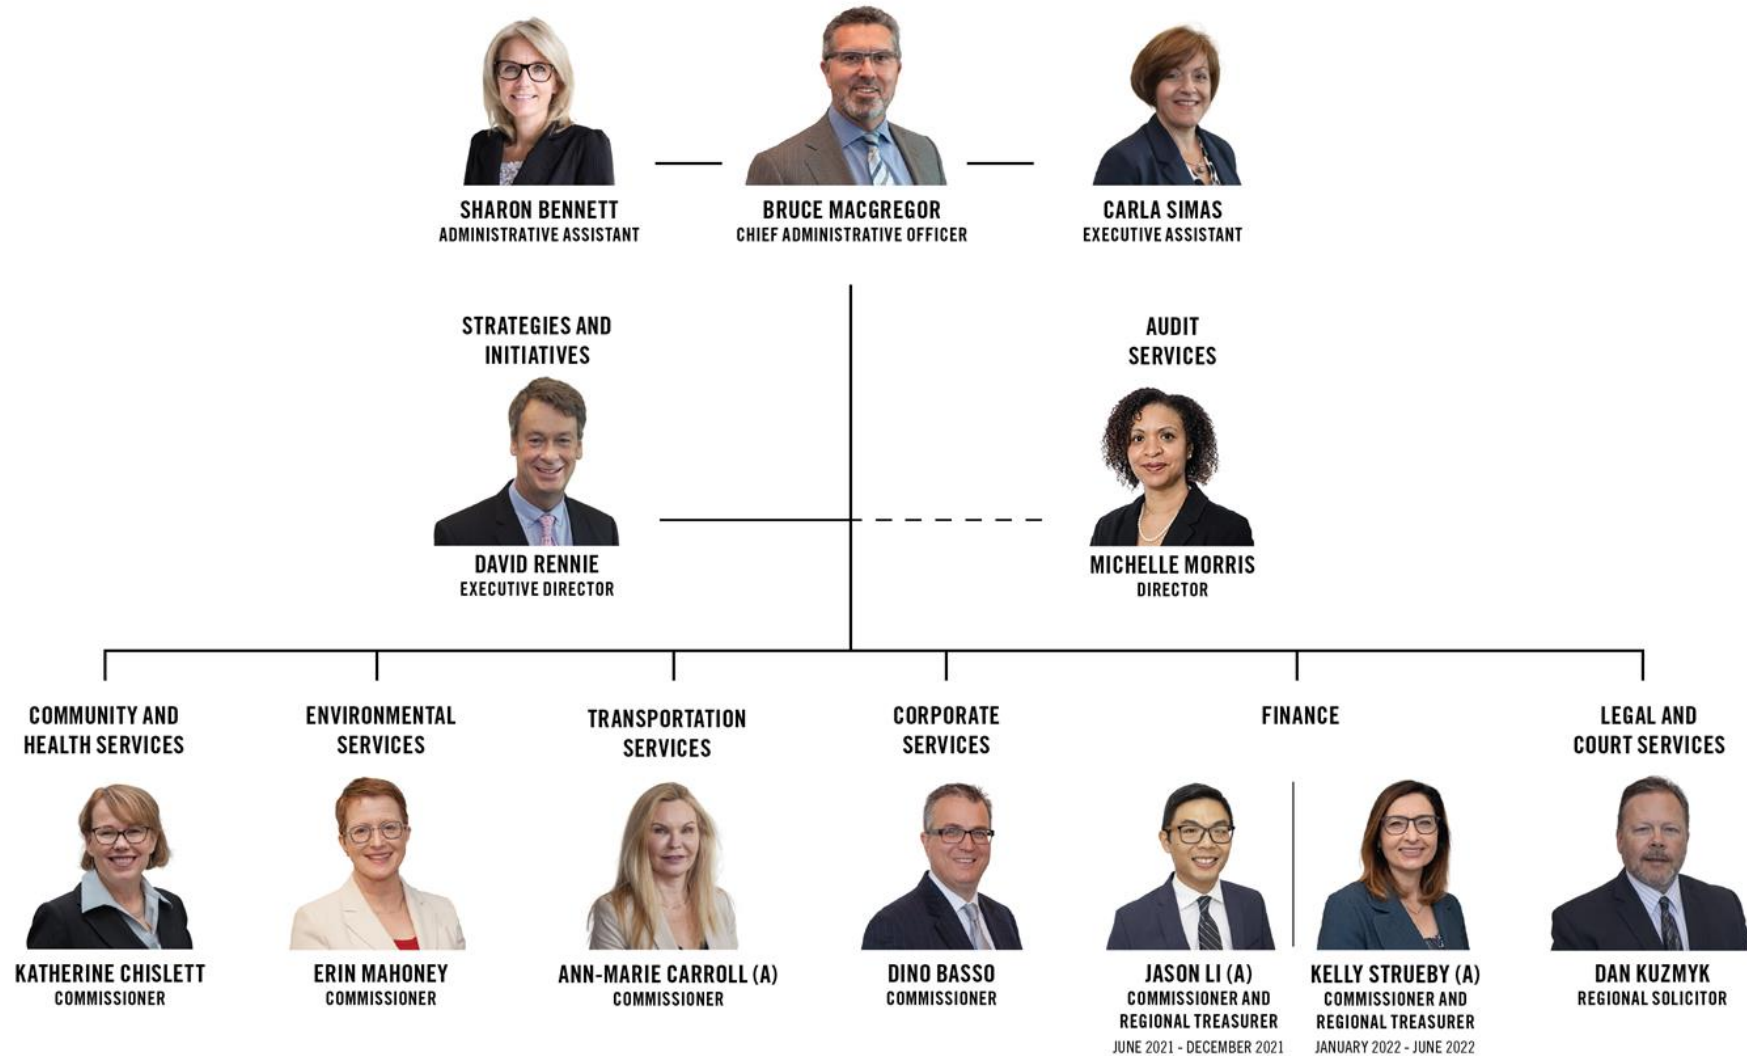 SHARON BENNETT
ADMINISTRATIVE ASSISTANT
BRUCE MACGREGOR
CHIEF ADMINISTRATIVE OFFICER
CARLA SIMAS
EXECUTIVE ASSISTANT
STRATEGIES AND
INITIATIVES
DAVID RENNIE
EXECUTIVE DIRECTOR
AUDIT
SERVICES
MICHELLE MORRIS
DIRECTOR
COMMUNITY AND
HEALTH SERVICES
KATHERINE CHISLETT
COMMISSIONER
ENVIRONMENTAL
SERVICES
ERIN MAHONEY
COMMISSIONER
TRANSPORTATION
SERVICES
ANN-MARIE CARROLL (A)
COMMISSIONER
CORPORATE
SERVICES
DINO BASSO
COMMISSIONER
FINANCE
JASON LI (A)
COMMISSIONER AND
REGIONAL TREASURER
JUNE 2021 - DECEMBER 2021
KELLY STRUEBY (A)
COMMISSIONER AND
REGIONAL TREASURER
JANUARY 2022 - JUNE 2022
LEGAL AND
COURT SERVICES
DAN KUZMYK
REGIONAL SOLICITOR